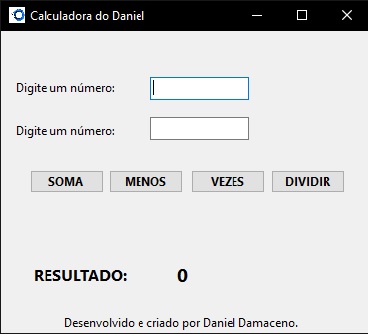 Calculadora do Daniel
Digite um número:
Digite um número:
SOMA MENOS VEZES DIVIDIR
RESULTADO: 0
Desenvolvido e criado por Daniel Damaceno.